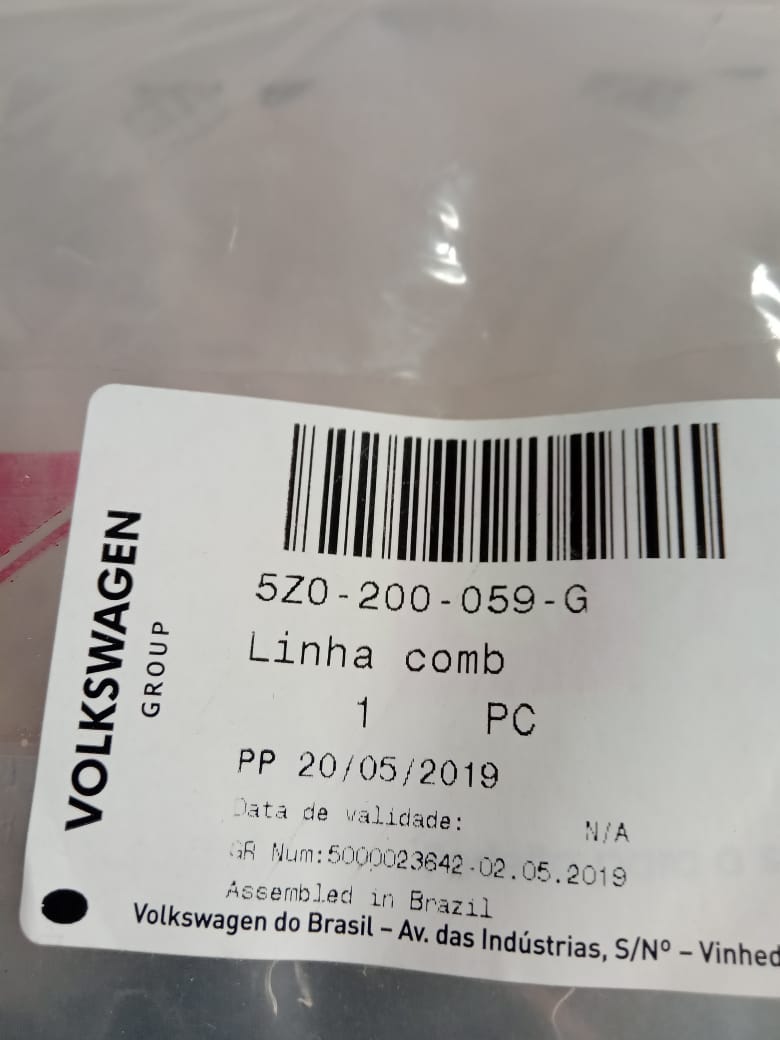 VOLKSWAGEN
GROUP
5Z0-200-059-G
Linha comb
1 PC
PP 20/05/2019
Data de validade: N/A
GR Num:5000023642-02.05.2019
Assembled in Brazil
Volkswagen do Brasil – Av. das Indústrias, S/Nº – Vinhed